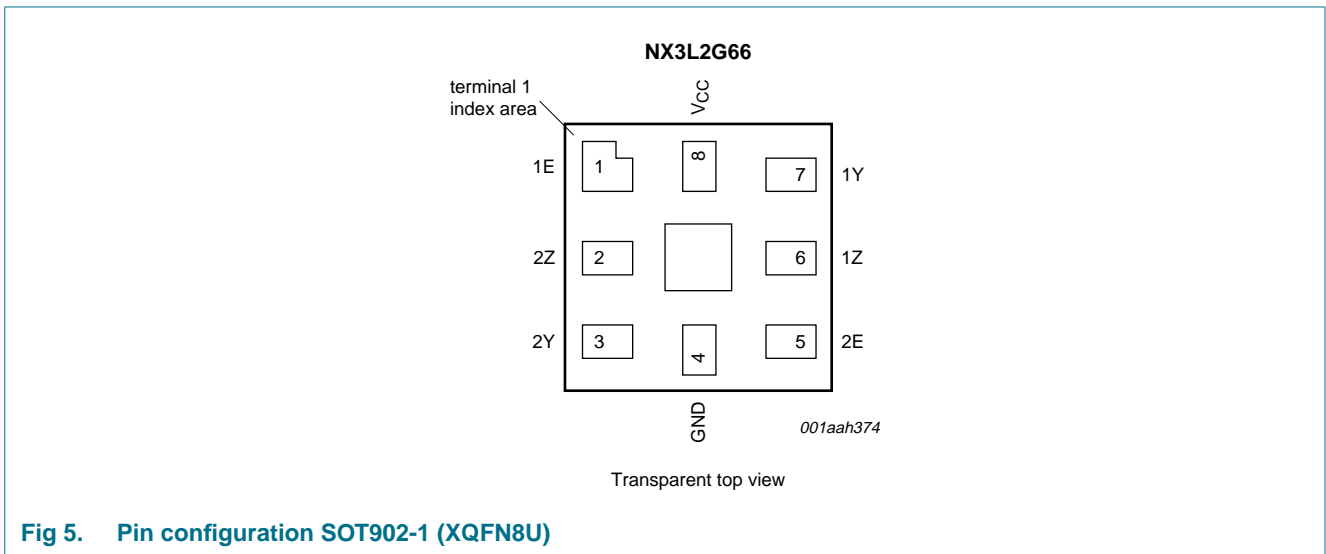 NX3L2G66
terminal 1
index area
VCC
1E 1 8 7 1Y
2Z 2 6 1Z
2Y 3 4 5 2E
GND
001aah374
Transparent top view
Fig 5. Pin configuration SOT902-1 (XQFN8U)